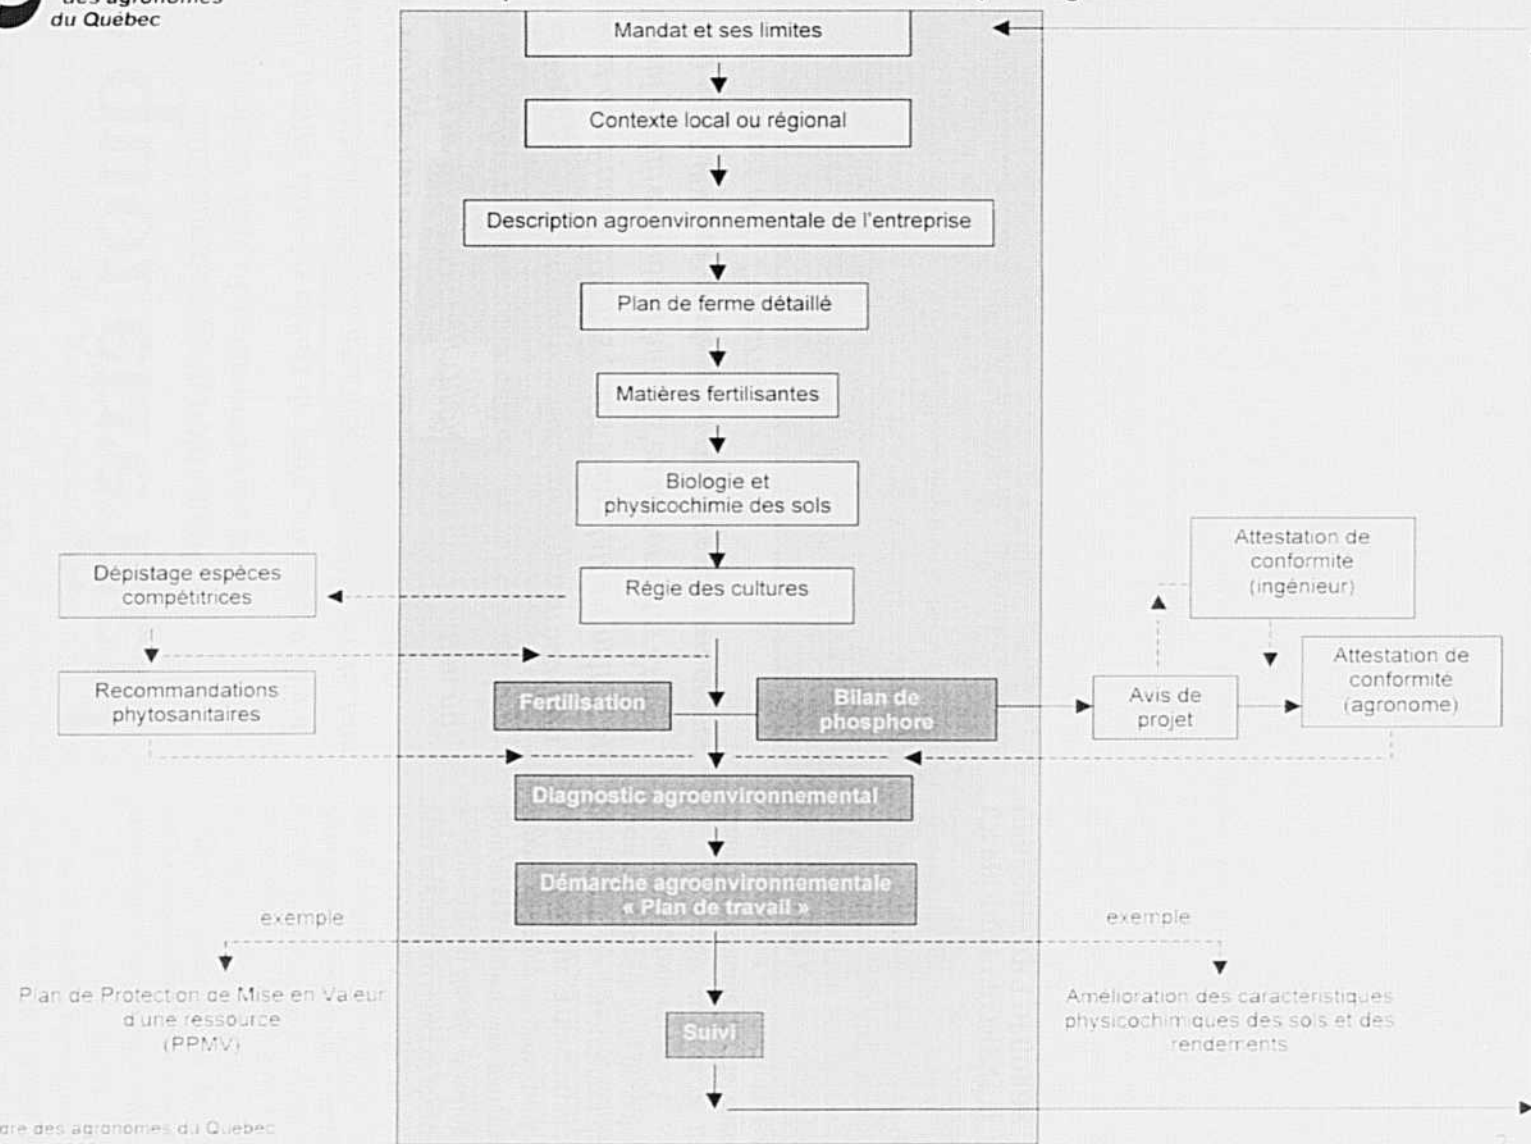 des agronomes
du Québec
Mandat et ses limites
Contexte local ou régional
Description agroenvironnementale de l'entreprise
Plan de ferme détaillé
Matières fertilisantes
Biologie et
physicochimie des sols
Régie des cultures
Dépistage espèces
compétitrices
Recommandations
phytosanitaires
Attestation de
conformité
(ingénieur)
Attestation de
conformité
(agronome)
Fertilisation
Bilan de
phosphore
Avis de
projet
Diagnostic agroenvironnemental
Démarche agroenvironnementale
« Plan de travail »
exemple
exemple
Plan de Protection de Mise en Valeur
d'une ressource
(PPMV)
Amélioration des caractéristiques
physicochimiques des sols et des
rendements
Suivi
des agronomes du Québec